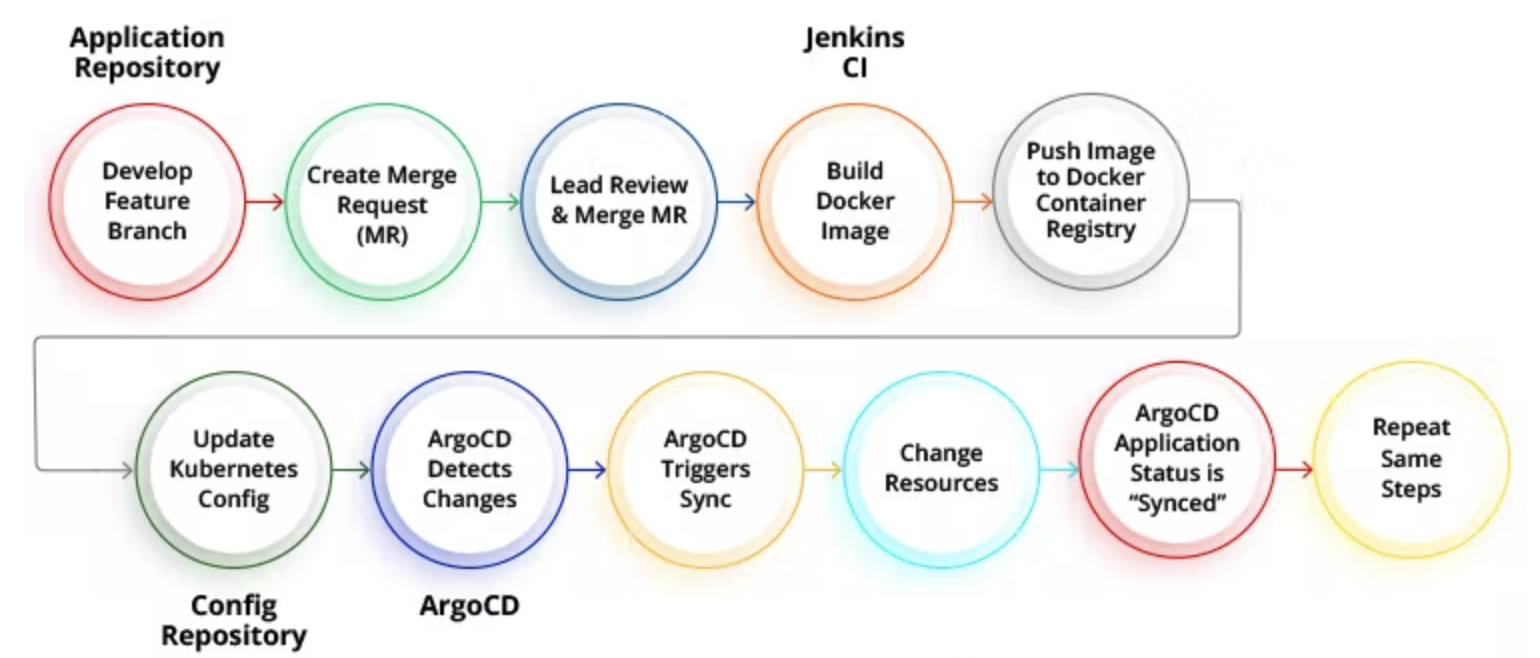 Application
Repository
Jenkins
CI
Develop
Feature
Branch
Create Merge
Request
(MR)
Lead Review
& Merge MR
Build
Docker
Image
Push Image
to Docker
Container
Registry
Update
Kubernetes
Config
ArgoCD
Detects
Changes
ArgoCD
Triggers
Sync
Change
Resources
ArgoCD
Application
Status is
“Synced”
Repeat
Same
Steps
Config
Repository
ArgoCD